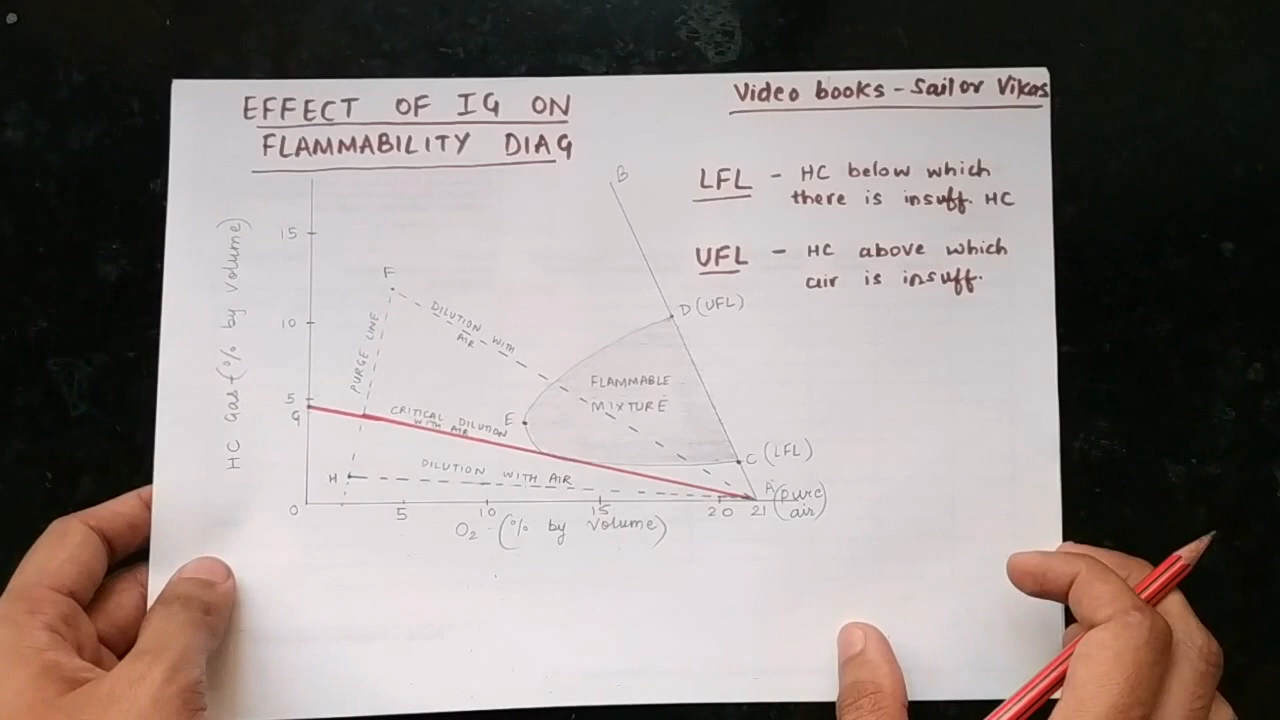 EFFECT OF IG ON
FLAMMABILITY DIAG
Video books - Sailor Vikas
LFL - HC below which
there is insuff. HC
UFL - HC above which
air is insuff.
B
15
F
D (UFL)
10
DILUTION WITH
AIR
PURGE LINE
HC Gas - (% by volume)
FLAMMABLE
MIXTURE
5
G
CRITICAL DILUTION
WITH AIR
E
C (LFL)
H
DILUTION WITH AIR
A (pure
air)
0
5
10
15
20
21
O2 - (% by volume)